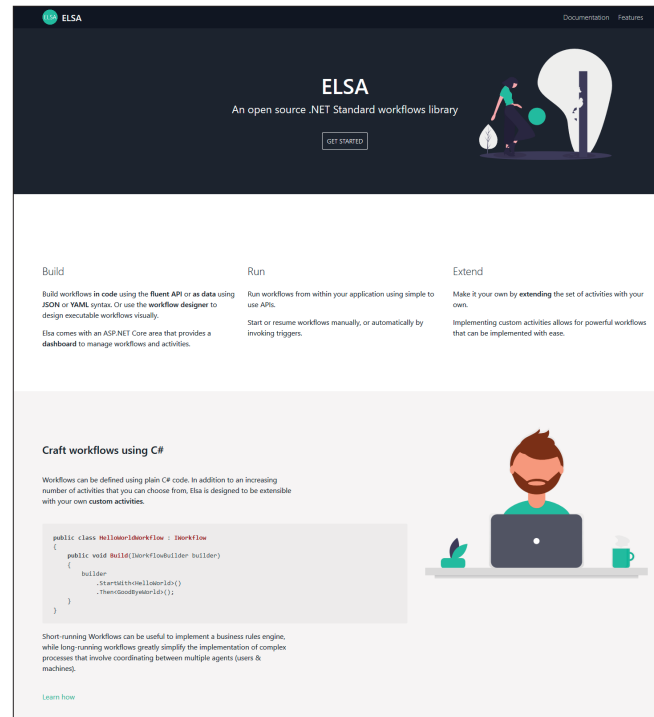 ELSA ELSA
Documentation Features
ELSA
An open source .NET Standard workflows library
GET STARTED
Build
Build workflows in code using the fluent API or as data using
JSON or YAML syntax. Or use the workflow designer to
design executable workflows visually.
Elsa comes with an ASP.NET Core area that provides a
dashboard to manage workflows and activities.
Run
Run workflows from within your application using simple to
use APIs.
Start or resume workflows manually, or automatically by
invoking triggers.
Extend
Make it your own by extending the set of activities with your
own.
Implementing custom activities allows for powerful workflows
that can be implemented with ease.
Craft workflows using C#
Workflows can be defined using plain C# code. In addition to an increasing
number of activities that you can choose from, Elsa is designed to be extensible
with your own custom activities.
public class HelloWorldWorkflow : IWorkflow
{
    public void Build(IWorkflowBuilder builder)
    {
        builder
            .StartWith<HelloWorld>()
            .Then<GoodByeWorld>();
    }
}
Short-running Workflows can be useful to implement a business rules engine,
while long-running workflows greatly simplify the implementation of complex
processes that involve coordinating between multiple agents (users &
machines).
Learn how